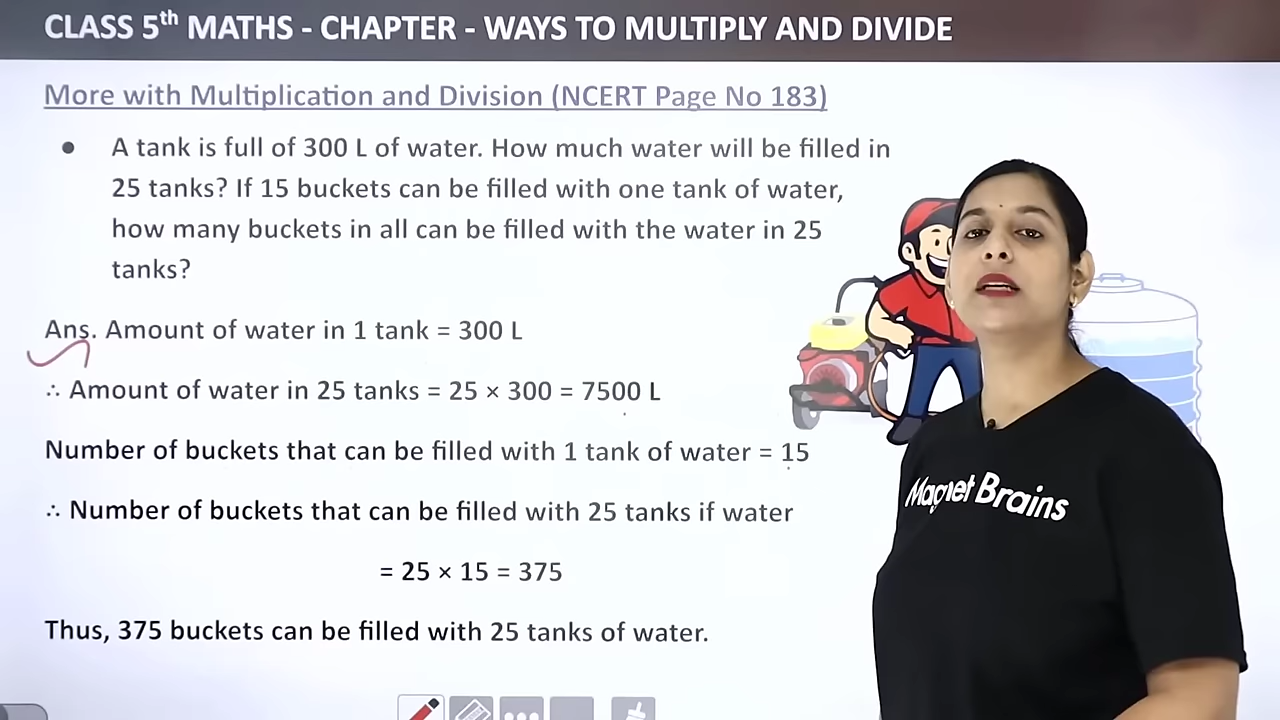 CLASS 5th MATHS - CHAPTER - WAYS TO MULTIPLY AND DIVIDE
More with Multiplication and Division (NCERT Page No 183)
● A tank is full of 300 L of water. How much water will be filled in
25 tanks? If 15 buckets can be filled with one tank of water,
how many buckets in all can be filled with the water in 25
tanks?
Ans. Amount of water in 1 tank = 300 L
∴ Amount of water in 25 tanks = 25 × 300 = 7500 L
Number of buckets that can be filled with 1 tank of water = 15
∴ Number of buckets that can be filled with 25 tanks if water
= 25 × 15 = 375
Thus, 375 buckets can be filled with 25 tanks of water.
Magnet Brains